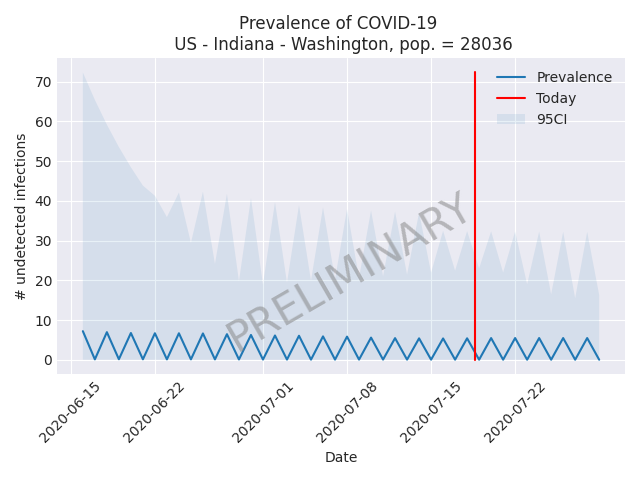 Prevalence of COVID-19
US - Indiana - Washington, pop. = 28036
# undetected infections
70
60
50
40
30
20
10
0
Prevalence
Today
95CI
PRELIMINARY
2020-06-15
2020-06-22
2020-07-01
2020-07-08
2020-07-15
2020-07-22
Date